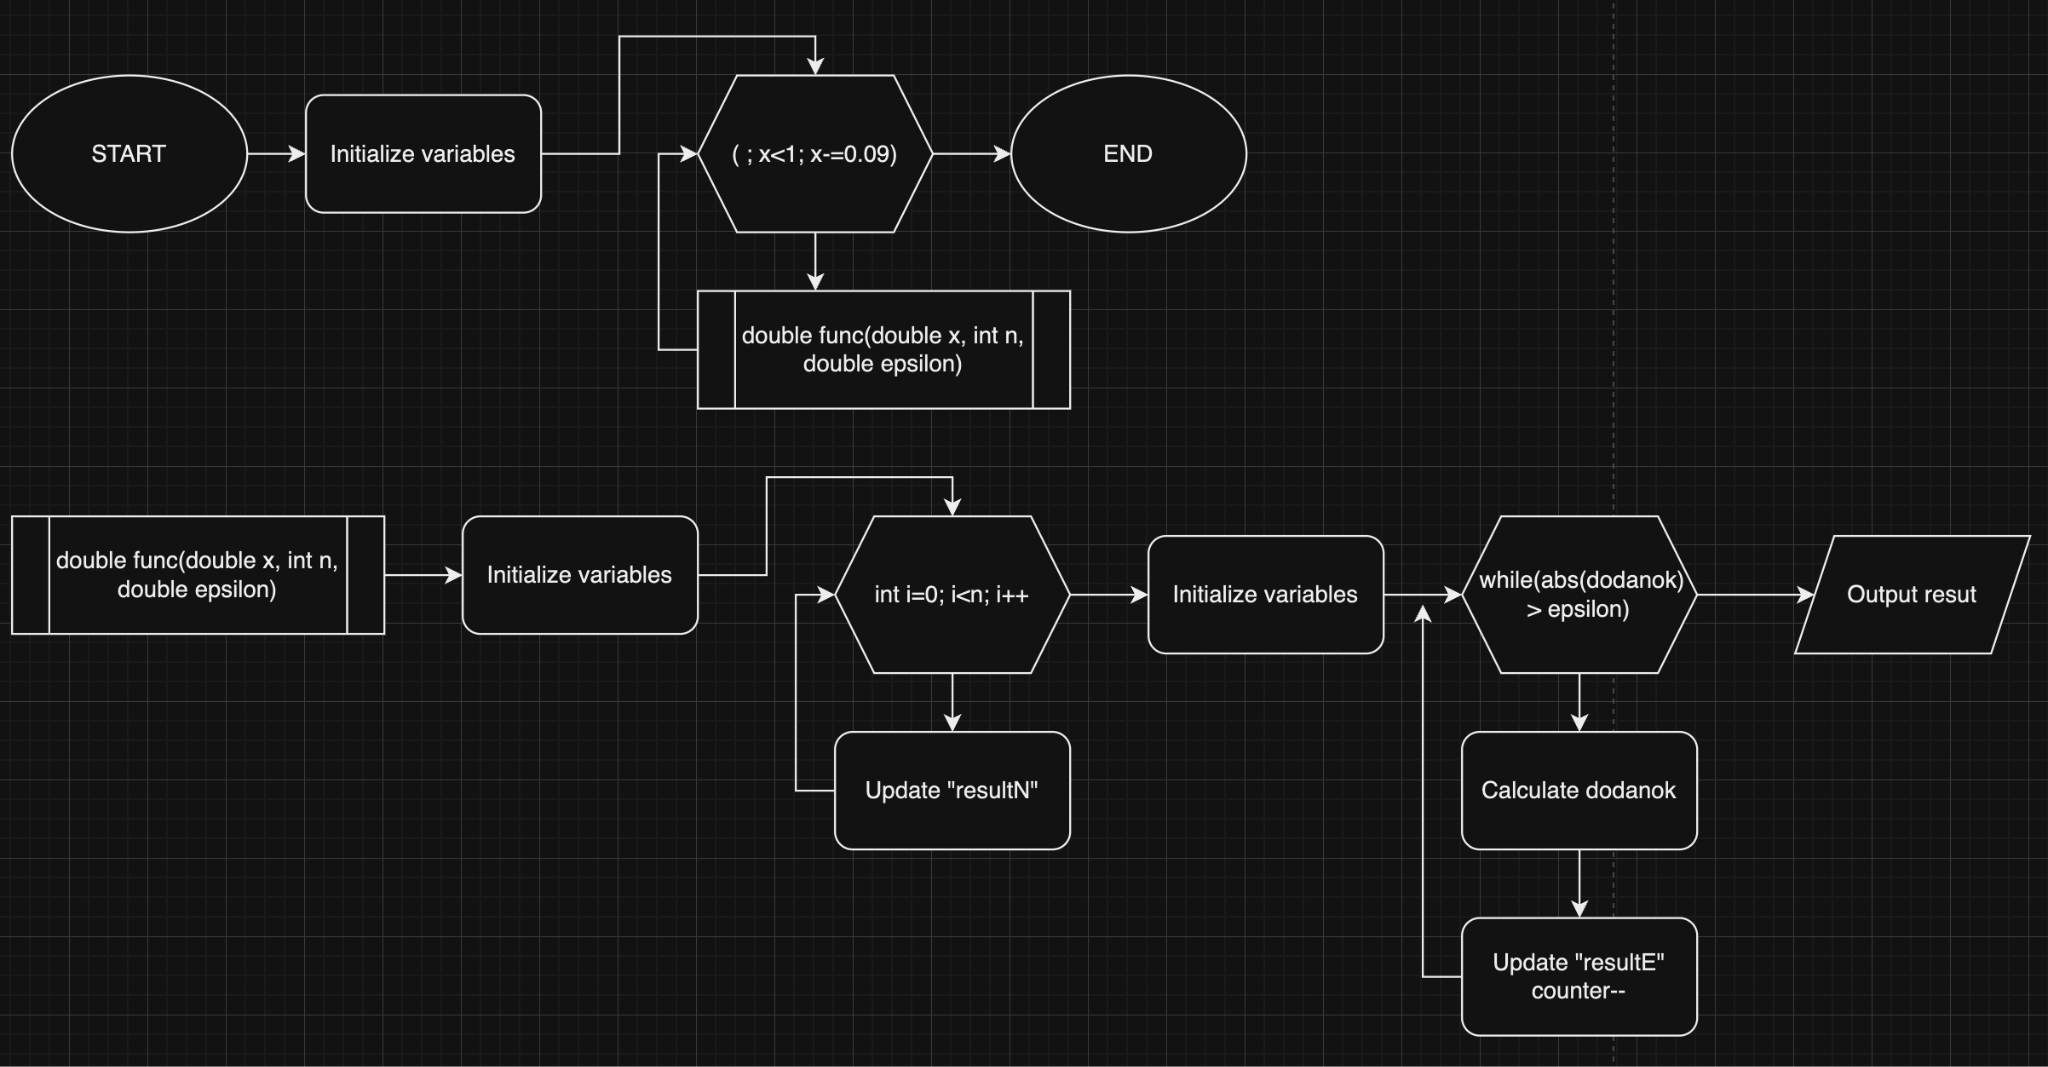 START
Initialize variables
( ; x<1; x-=0.09)
END
double func(double x, int n,
double epsilon)
double func(double x, int n,
double epsilon)
Initialize variables
int i=0; i<n; i++
Initialize variables
while(abs(dodanok)
> epsilon)
Output resut
Update "resultN"
Calculate dodanok
Update "resultE"
counter--